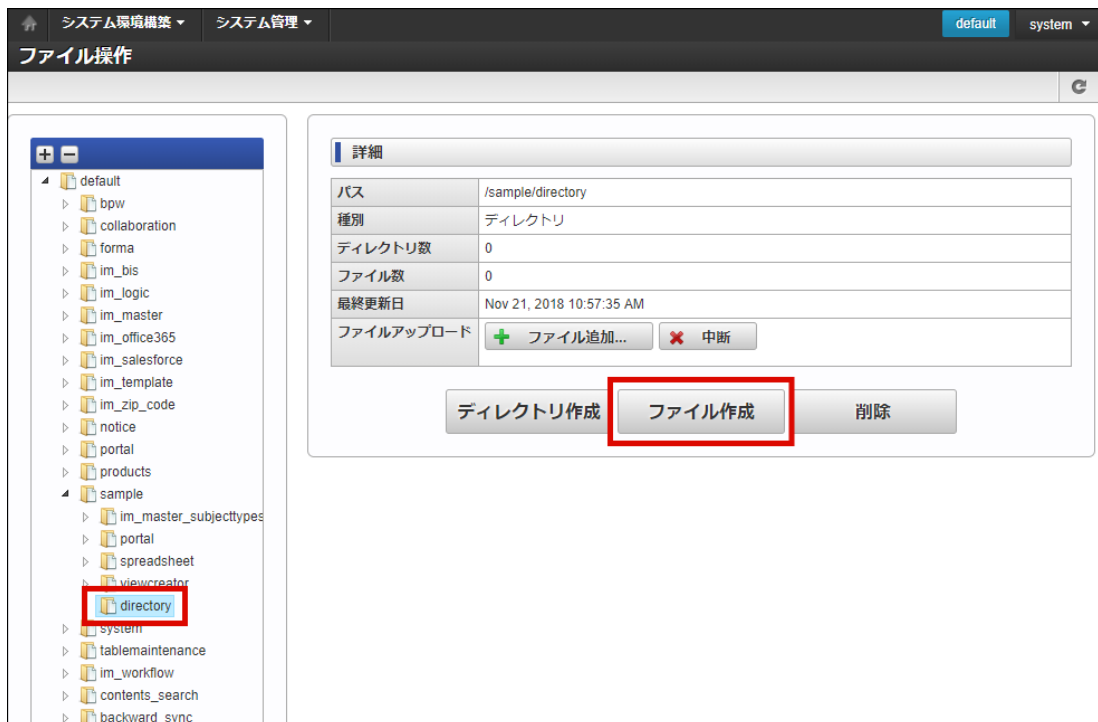 システム環境構築 システム管理 default system
ファイル操作
default
bpw
collaboration
forma
im_bis
im_logic
im_master
im_office365
im_salesforce
im_template
im_zip_code
notice
portal
products
sample
im_master_subjecttypes
portal
spreadsheet
viewcreator
directory
system
tablemaintenance
im_workflow
contents_search
backward_sync
詳細
パス /sample/directory
種別 ディレクトリ
ディレクトリ数 0
ファイル数 0
最終更新日 Nov 21, 2018 10:57:35 AM
ファイルアップロード ファイル追加... 中断
ディレクトリ作成 ファイル作成 削除